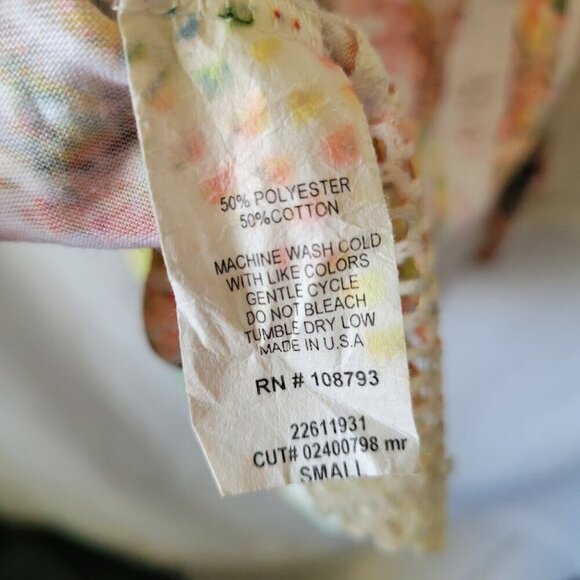 50% POLYESTER
50%COTTON
MACHINE WASH COLD
WITH LIKE COLORS
GENTLE CYCLE
DO NOT BLEACH
TUMBLE DRY LOW
MADE IN U.S.A
RN # 108793
22611931
CUT# 02400798 mr
SMALL